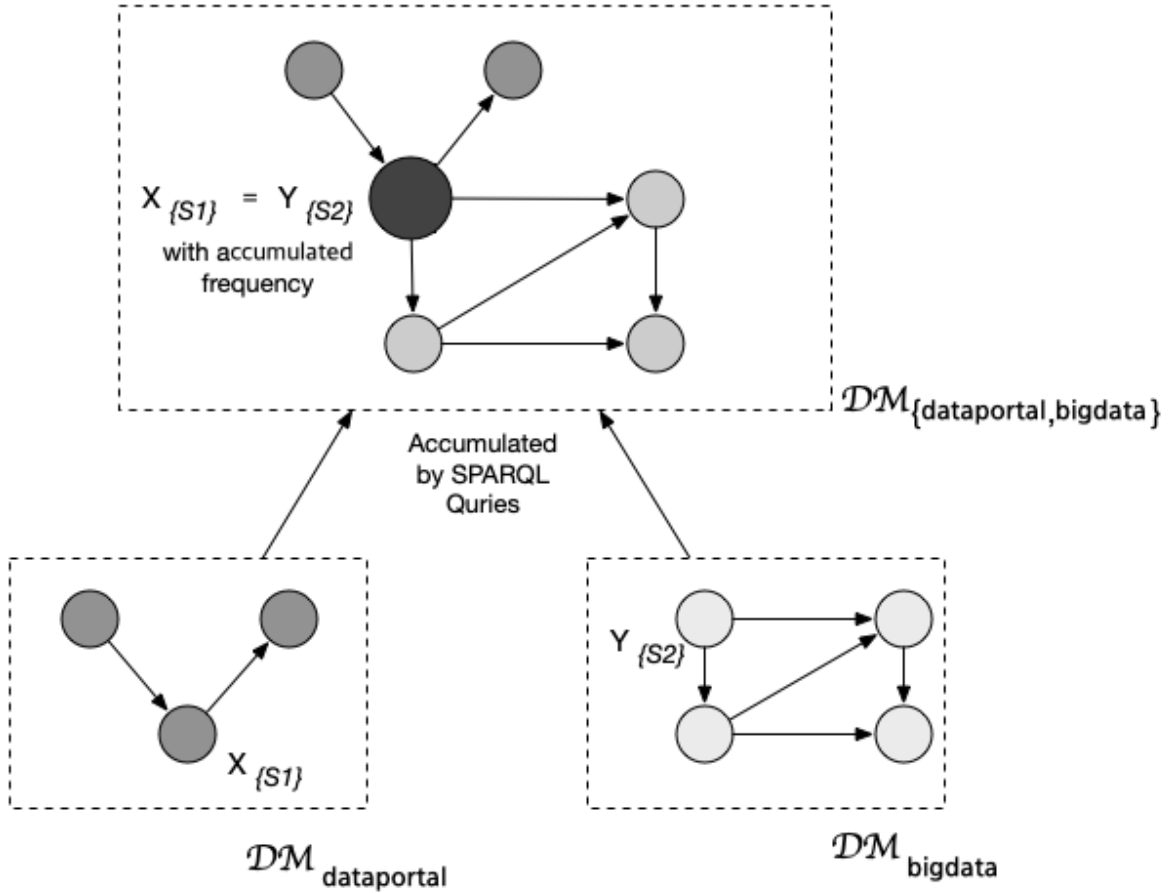 X {S1} = Y {S2}
with accumulated
frequency
DM{dataportal,bigdata}
Accumulated
by SPARQL
Quries
Y {S2}
X {S1}
DM dataportal
DM bigdata